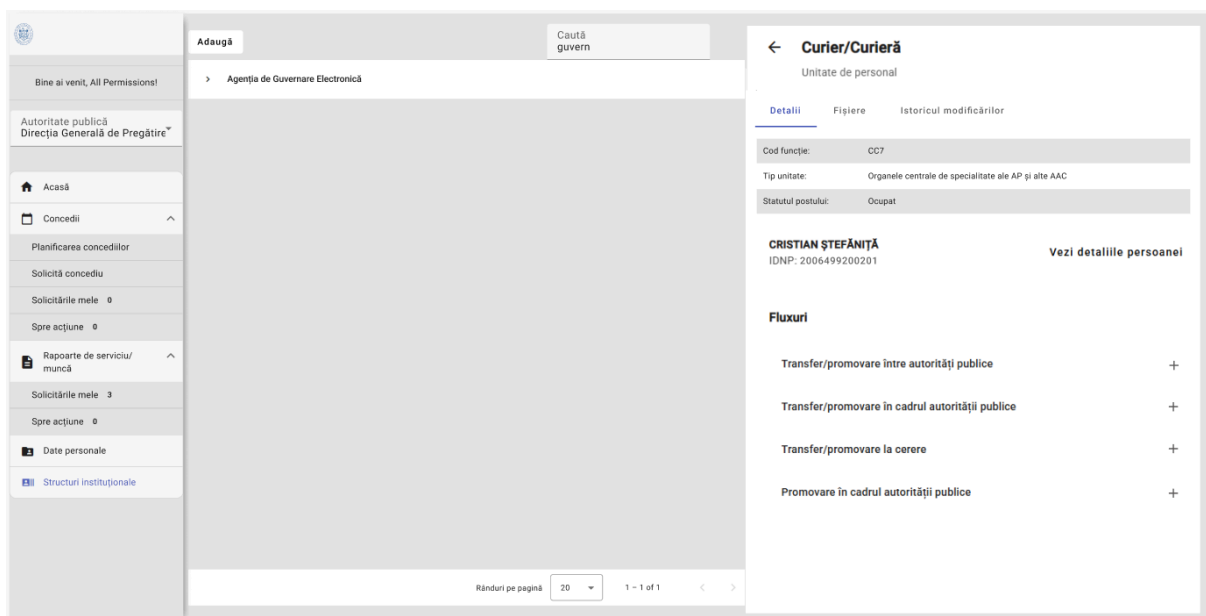 Bine ai venit, All Permissions!
Autoritate publică
Direcția Generală de Pregătire
Acasă
Concedii
Planificarea concediilor
Solicită concediu
Solicitările mele 0
Spre acțiune 0
Rapoarte de serviciu/
muncă
Solicitările mele 3
Spre acțiune 0
Date personale
Structuri instituționale
Adaugă
Caută
guvern
Agenția de Guvernare Electronică
Rânduri pe pagină 20 1 – 1 of 1
Curier/Curieră
Unitate de personal
Detalii Fișiere Istoricul modificărilor
Cod funcție: CC7
Tip unitate: Organele centrale de specialitate ale AP și alte AAC
Statutul postului: Ocupat
CRISTIAN ȘTEFĂNIȚĂ
IDNP: 2006499200201
Vezi detaliile persoanei
Fluxuri
Transfer/promovare între autorități publice
Transfer/promovare în cadrul autorității publice
Transfer/promovare la cerere
Promovare în cadrul autorității publice